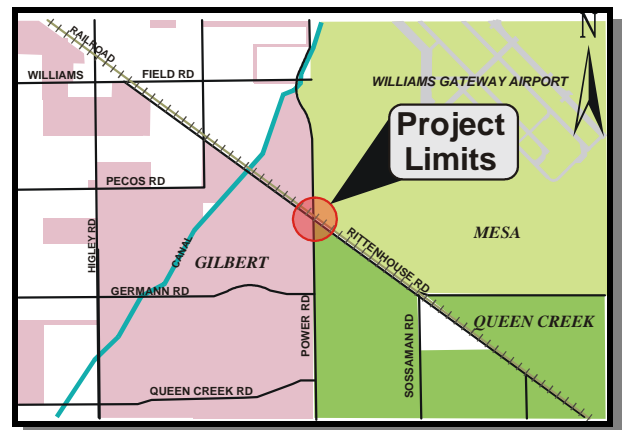 N
RAILROAD
WILLIAMS FIELD RD
WILLIAMS GATEWAY AIRPORT
Project
Limits
PECOS RD
HIGLEY RD
CANAL
GILBERT
MESA
RITTENHOUSE RD
GERMANN RD
POWER RD
SOSSAMAN RD
QUEEN CREEK
QUEEN CREEK RD